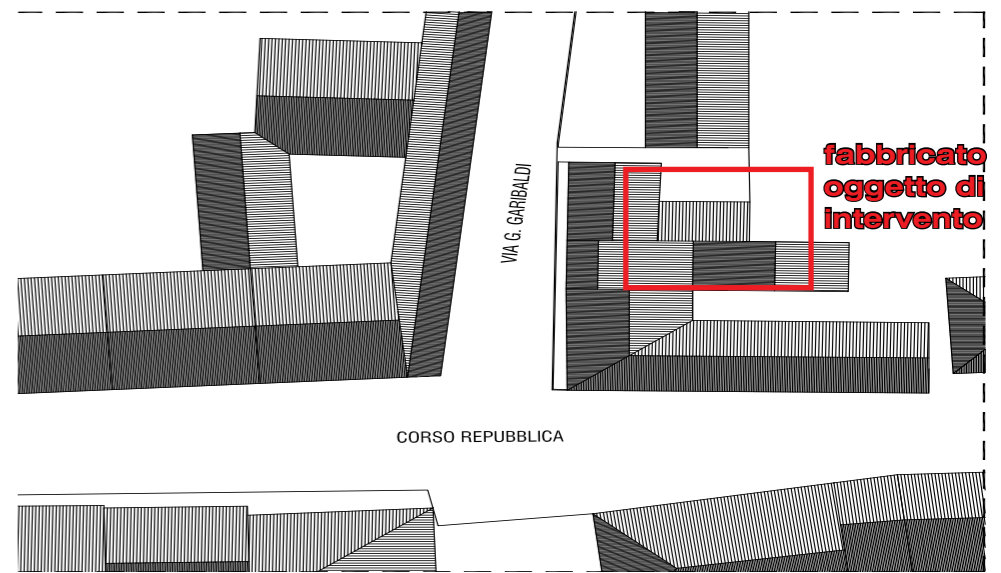 fabbricato
oggetto di
intervento
VIA G. GARIBALDI
CORSO REPUBBLICA